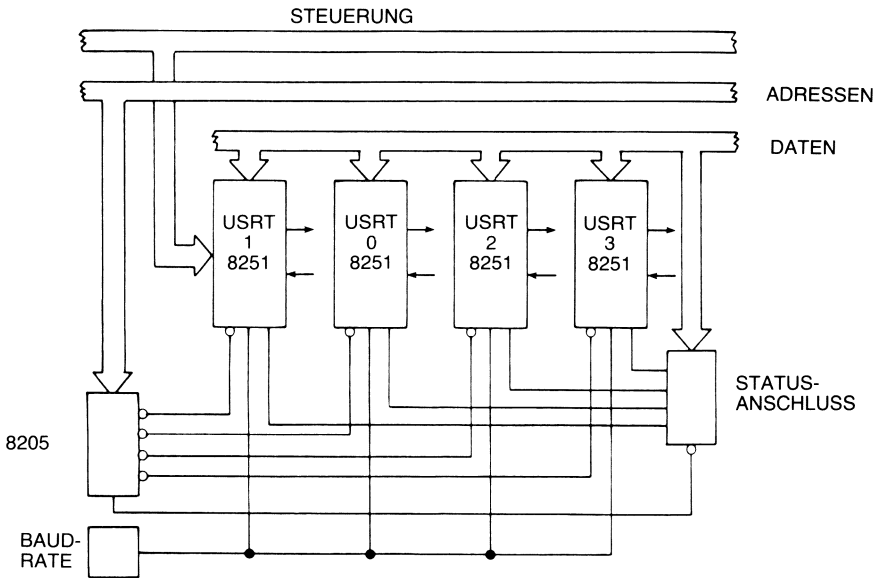 STEUERUNG
ADRESSEN
DATEN
USRT
1
8251
USRT
0
8251
USRT
2
8251
USRT
3
8251
STATUS-
ANSCHLUSS
8205
BAUD-
RATE